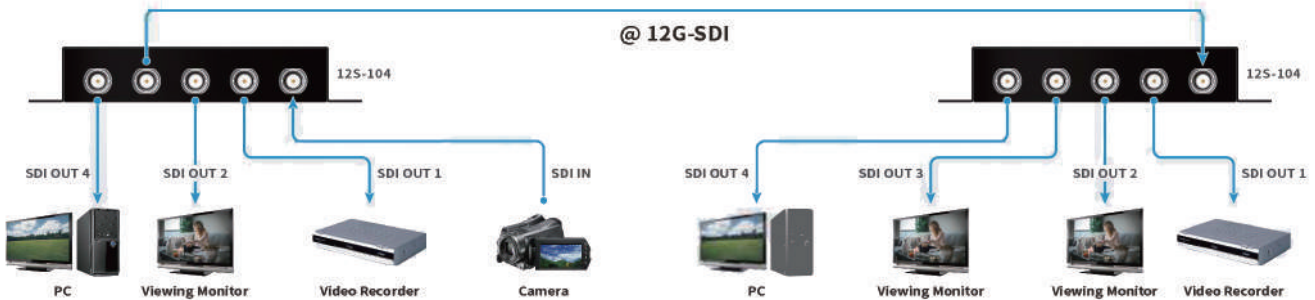 @ 12G-SDI
12S-104
12S-104
SDI OUT 4
SDI OUT 2
SDI OUT 1
SDI IN
SDI OUT 4
SDI OUT 3
SDI OUT 2
SDI OUT 1
PC
Viewing Monitor
Video Recorder
Camera
PC
Viewing Monitor
Viewing Monitor
Video Recorder